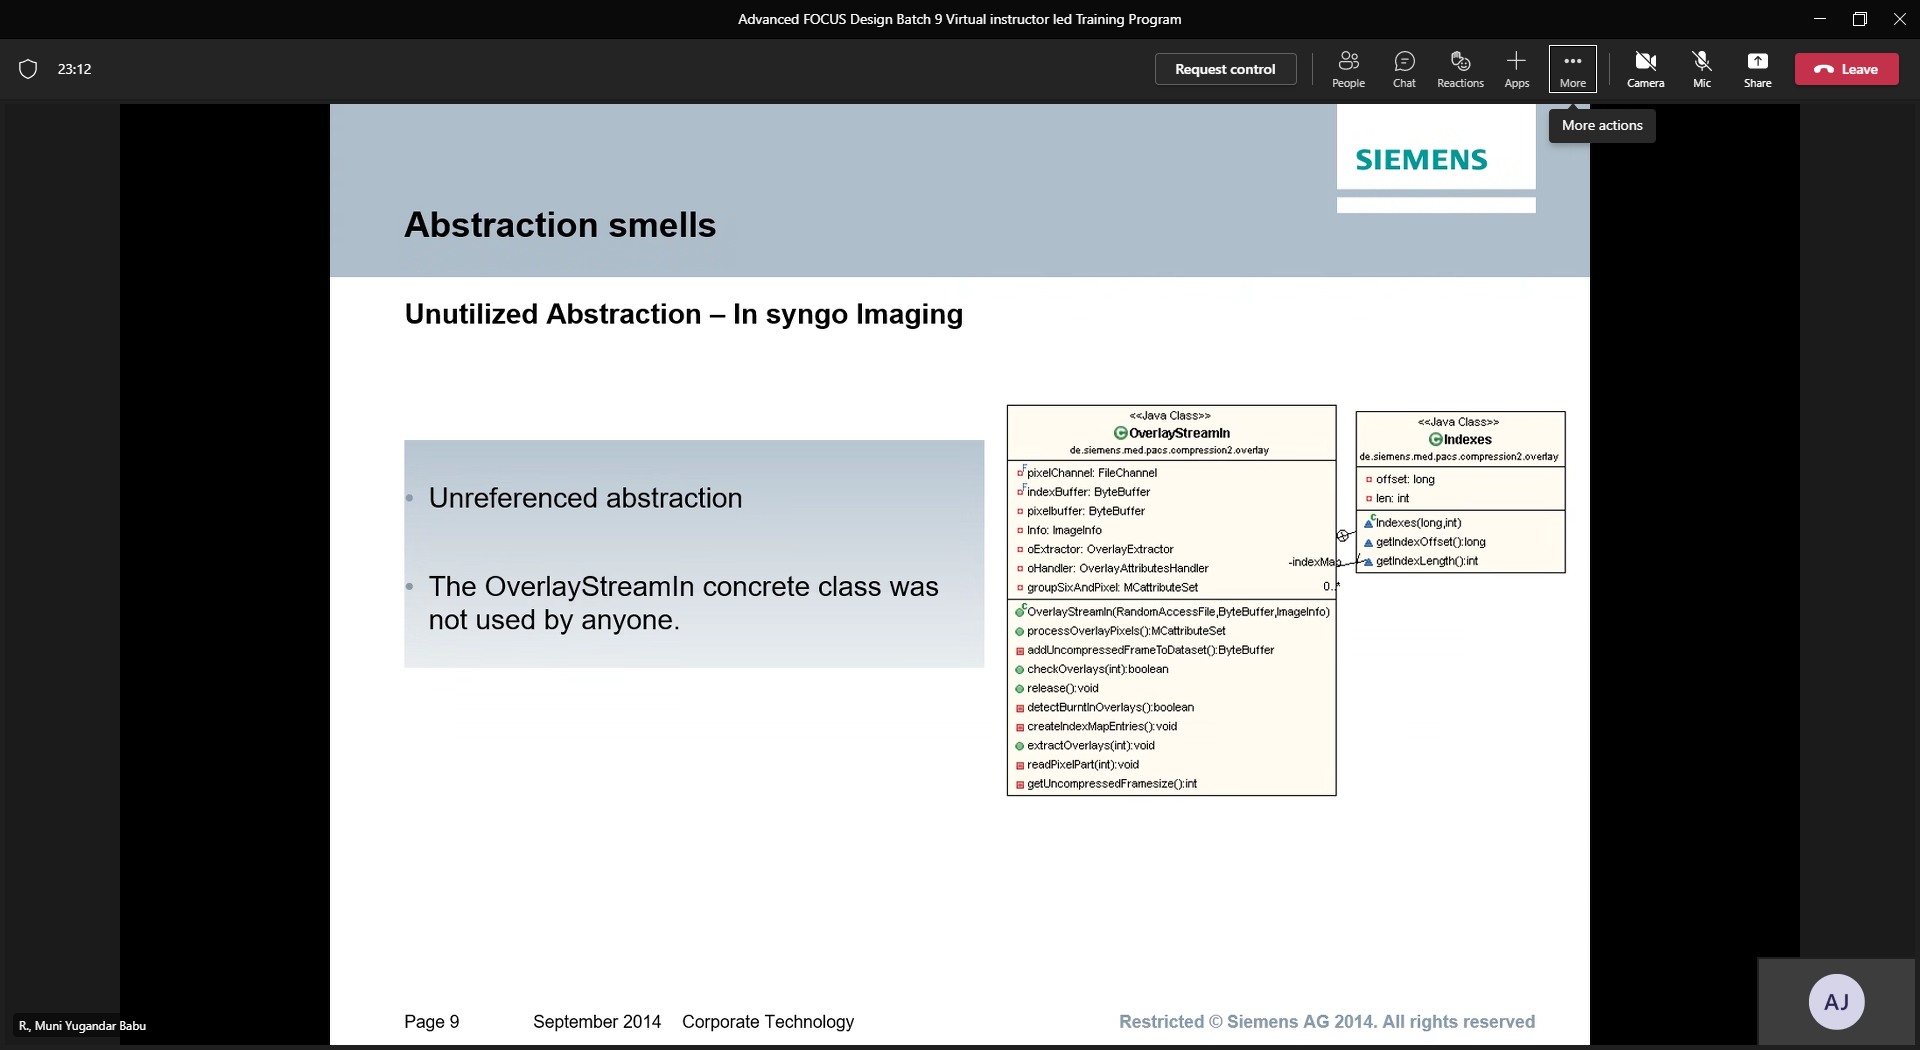 Advanced FOCUS Design Batch 9 Virtual instructor led Training Program
23:12
Request control
People
Chat
Reactions
Apps
More
Camera
Mic
Share
Leave
More actions
SIEMENS
Abstraction smells
Unutilized Abstraction – In syngo Imaging
• Unreferenced abstraction
• The OverlayStreamIn concrete class was
not used by anyone.
<<Java Class>>
OverlayStreamIn
de.siemens.med.pacs.compression2.overlay
pixelChannel: FileChannel
indexBuffer: ByteBuffer
pixelbuffer: ByteBuffer
Info: ImageInfo
oExtractor: OverlayExtractor
oHandler: OverlayAttributesHandler
groupSixAndPixel: MCattributeSet
OverlayStreamIn(RandomAccessFile,ByteBuffer,ImageInfo)
processOverlayPixels():MCattributeSet
addUncompressedFrameToDataset():ByteBuffer
checkOverlays(int):boolean
release():void
detectBurntInOverlays():boolean
createIndexMapEntries():void
extractOverlays(int):void
readPixelPart(int):void
getUncompressedFramesize():int
-indexMap
0..*
<<Java Class>>
Indexes
de.siemens.med.pacs.compression2.overlay
offset: long
len: int
Indexes(long,int)
getIndexOffset():long
getIndexLength():int
Page 9 September 2014 Corporate Technology
Restricted © Siemens AG 2014. All rights reserved
R., Muni Yugandar Babu
AJ